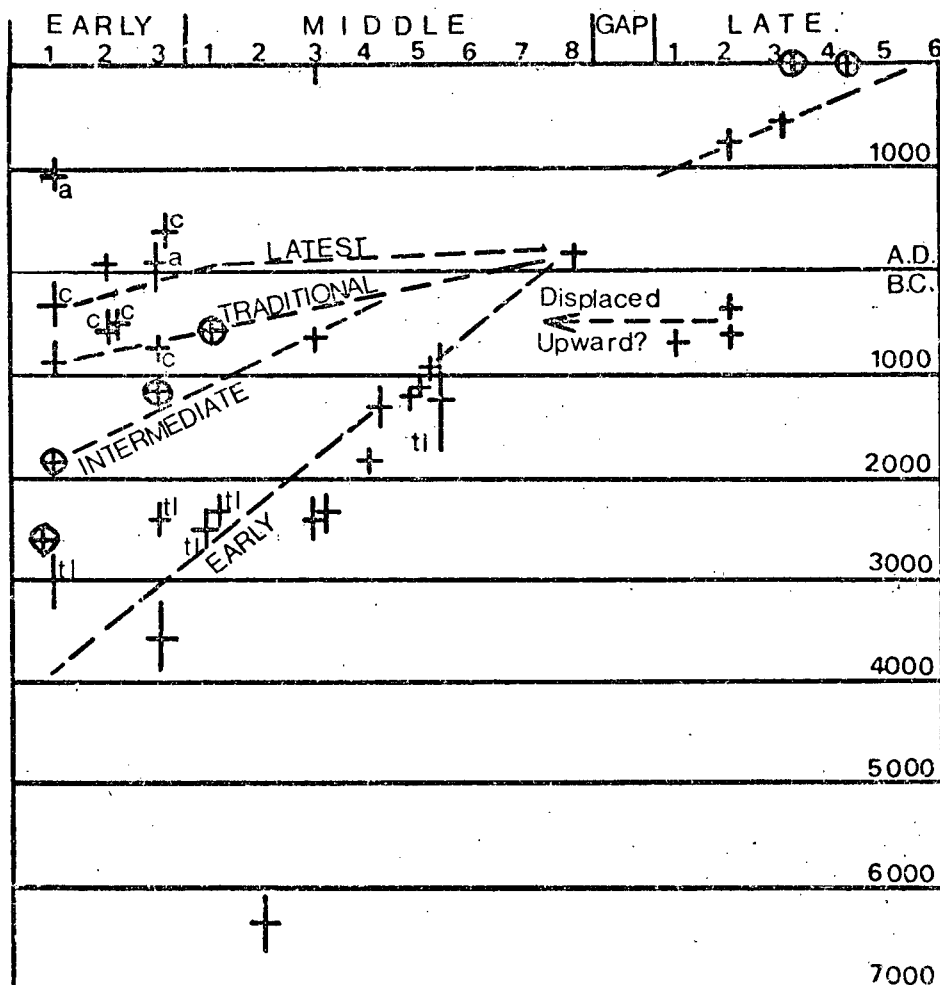 EARLY MIDDLE GAP LATE.
1 2 3 1 2 3 4 5 6 7 8 1 2 3 4 5 6
1000
a
c
a
LATEST
A.D.
c
B.C.
TRADITIONAL
Displaced
c c
Upward?
c
1000
INTERMEDIATE
tl
2000
tl tl
tl
EARLY
tl
3000
4000
5000
6000
7000